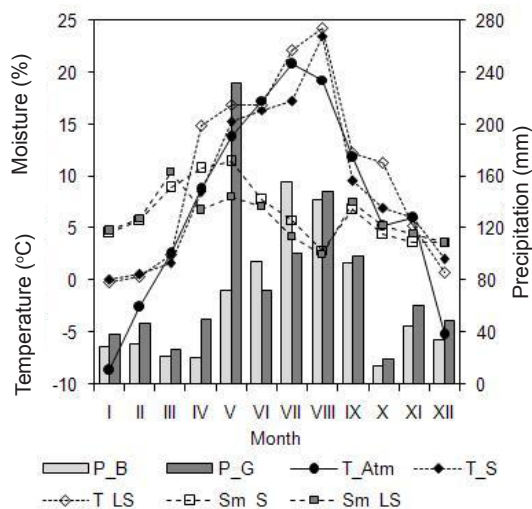 25
20
15
10
5
0
-5
-10
Temperature (°C) Moisture (%)
280
240
200
160
120
80
40
0
Precipitation (mm)
I II III IV V VI VII VIII IX X XI XII
Month
P_B P_G T_Atm T_S
T_LS Sm_S Sm_LS